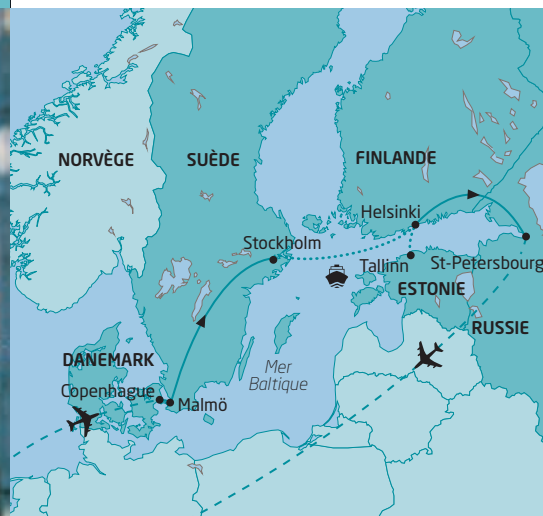 NORVÈGE
SUÈDE
FINLANDE
Helsinki
Stockholm
Tallinn
St-Petersbourg
ESTONIE
RUSSIE
DANEMARK
Mer
Baltique
Copenhague
Malmö